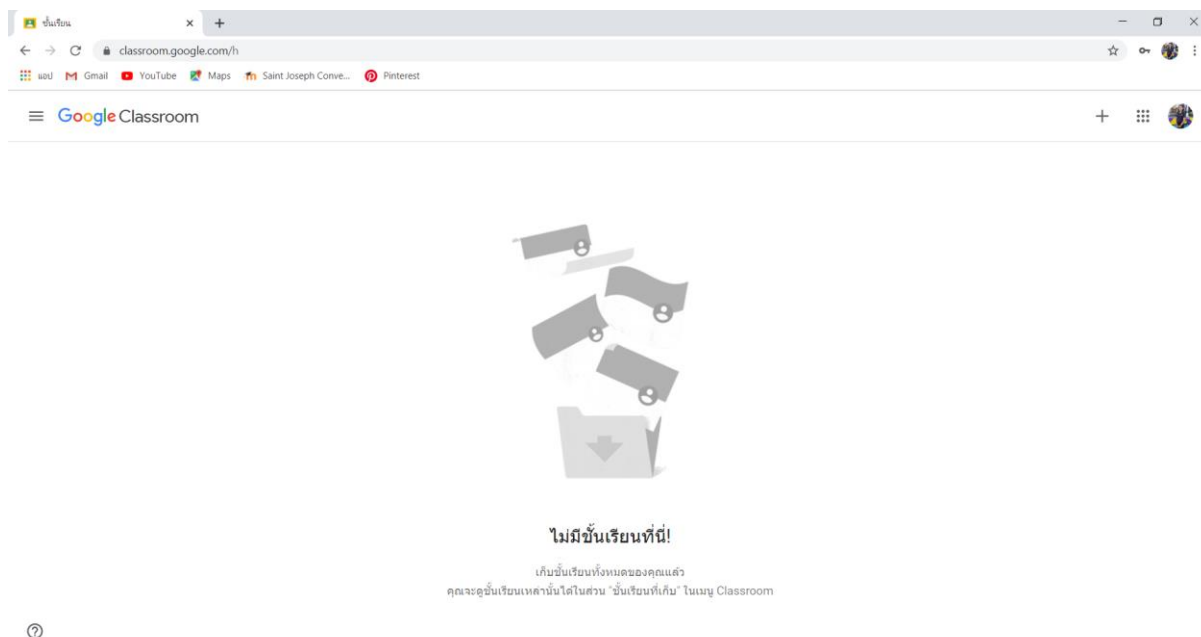 ชั้นเรียน
classroom.google.com/h
แอป Gmail YouTube Maps Saint Joseph Conve... Pinterest
Google Classroom
ไม่มีชั้นเรียนที่นี่!
เก็บชั้นเรียนทั้งหมดของคุณแล้ว
คุณจะดูชั้นเรียนเหล่านั้นได้ในส่วน "ชั้นเรียนที่เก็บ" ในเมนู Classroom